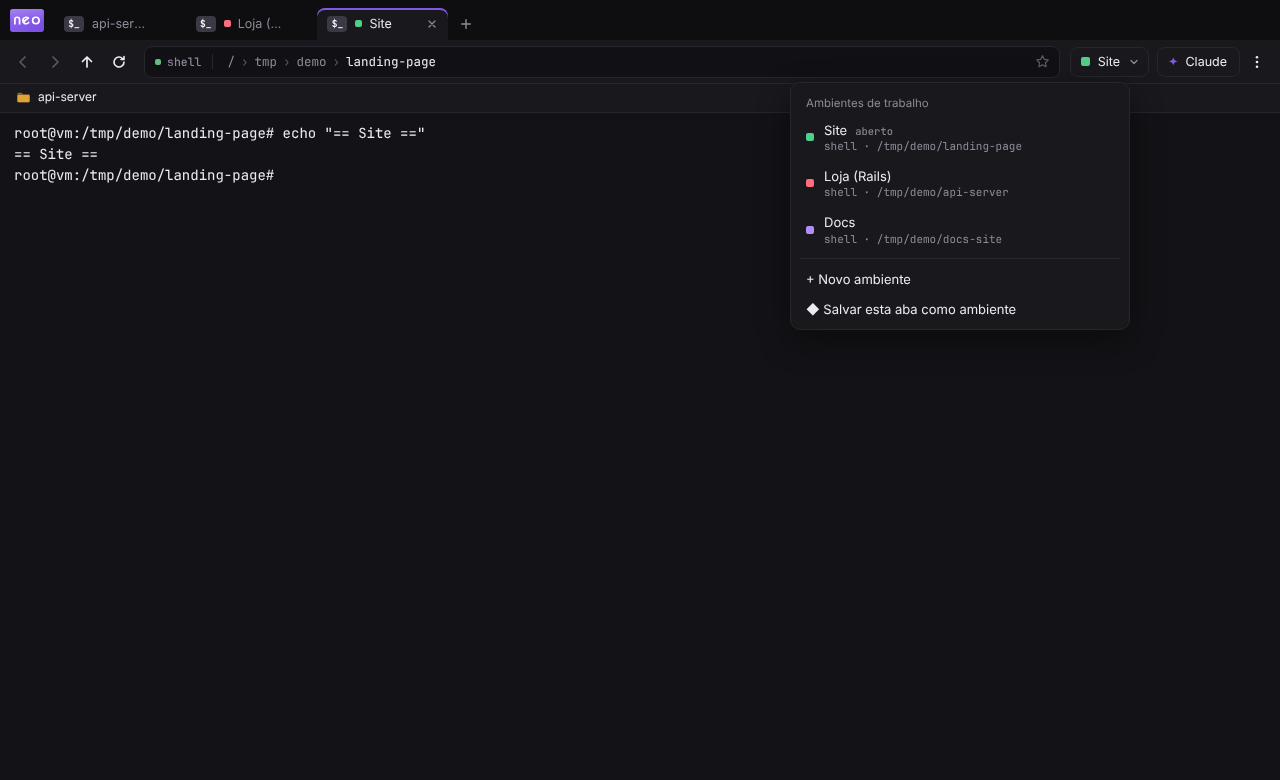 neo
$_ api-ser...
$_ Loja (...
$_ Site
shell / › tmp › demo › landing-page
Site
Claude
api-server
root@vm:/tmp/demo/landing-page# echo "== Site =="
== Site ==
root@vm:/tmp/demo/landing-page#
Ambientes de trabalho
Site aberto
shell · /tmp/demo/landing-page
Loja (Rails)
shell · /tmp/demo/api-server
Docs
shell · /tmp/demo/docs-site
+ Novo ambiente
◆ Salvar esta aba como ambiente